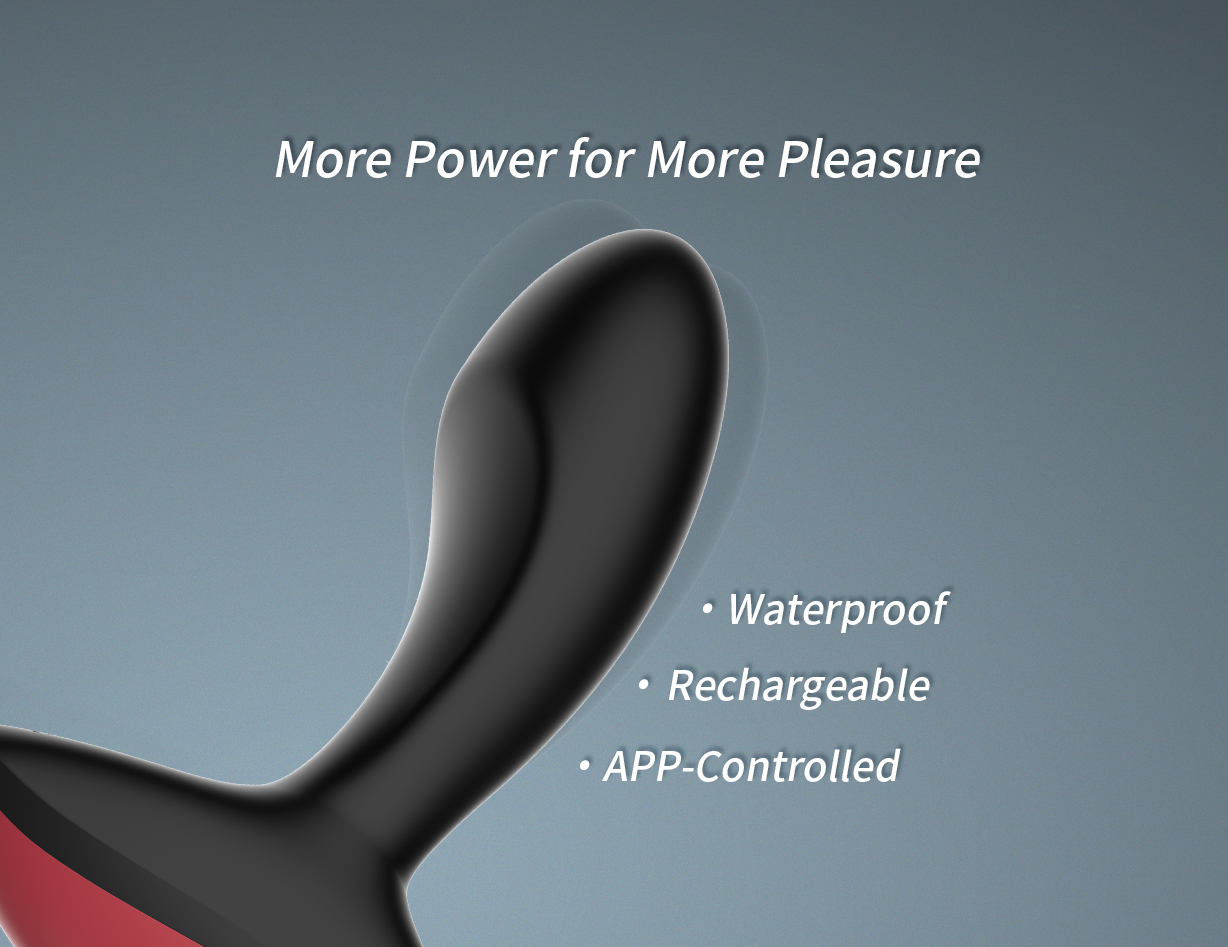 More Power for More Pleasure
• Waterproof
• Rechargeable
• APP-Controlled